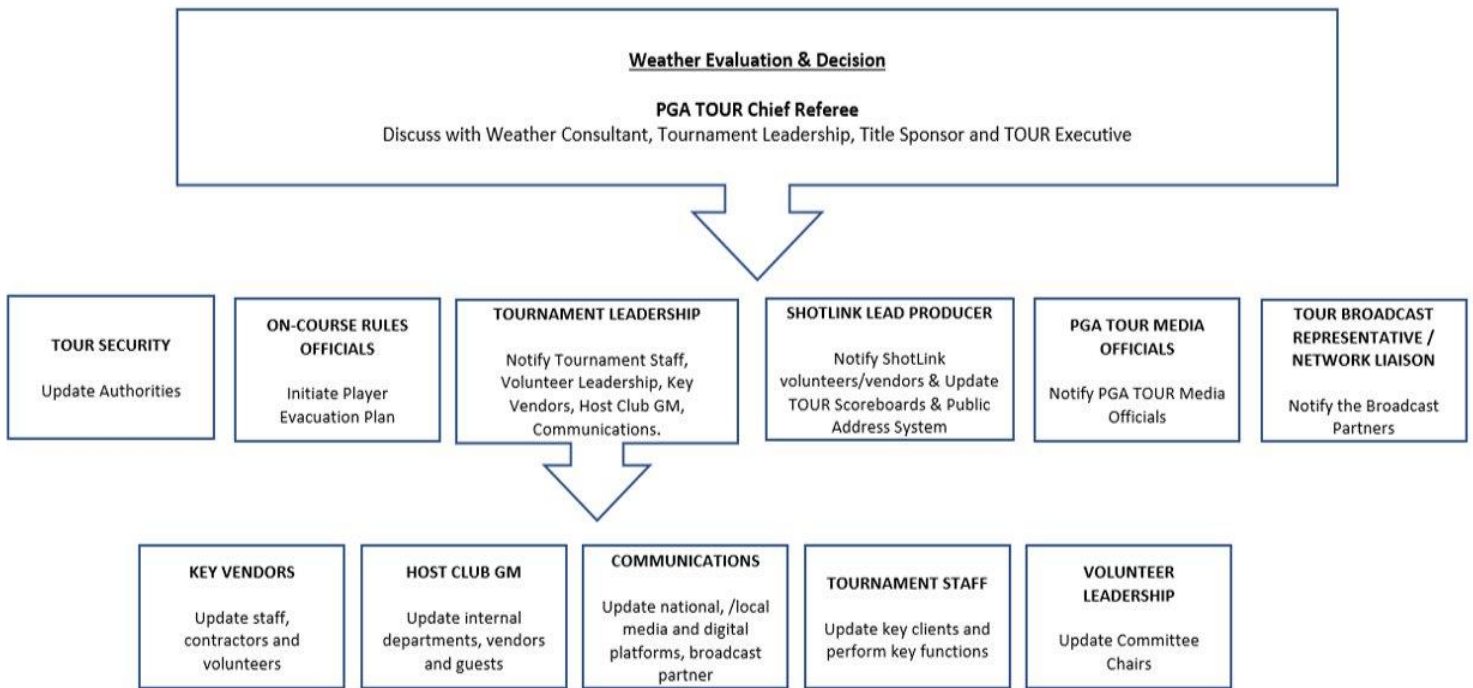 Weather Evaluation & Decision
PGA TOUR Chief Referee
Discuss with Weather Consultant, Tournament Leadership, Title Sponsor and TOUR Executive
TOUR SECURITY
Update Authorities
ON-COURSE RULES
OFFICIALS
Initiate Player
Evacuation Plan
TOURNAMENT LEADERSHIP
Notify Tournament Staff,
Volunteer Leadership, Key
Vendors, Host Club GM,
Communications.
SHOTLINK LEAD PRODUCER
Notify ShotLink
volunteers/vendors & Update
TOUR Scoreboards & Public
Address System
PGA TOUR MEDIA
OFFICIALS
Notify PGA TOUR Media
Officials
TOUR BROADCAST
REPRESENTATIVE /
NETWORK LIAISON
Notify the Broadcast
Partners
KEY VENDORS
Update staff,
contractors and
volunteers
HOST CLUB GM
Update internal
departments, vendors
and guests
COMMUNICATIONS
Update national, /local
media and digital
platforms, broadcast
partner
TOURNAMENT STAFF
Update key clients and
perform key functions
VOLUNTEER
LEADERSHIP
Update Committee
Chairs